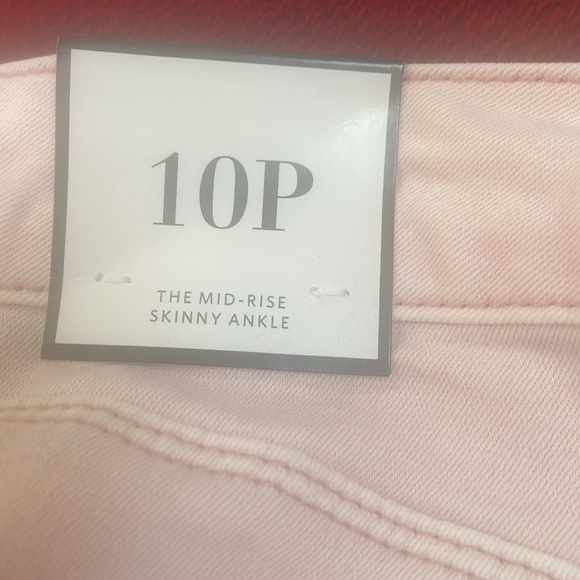 10P
THE MID-RISE
SKINNY ANKLE